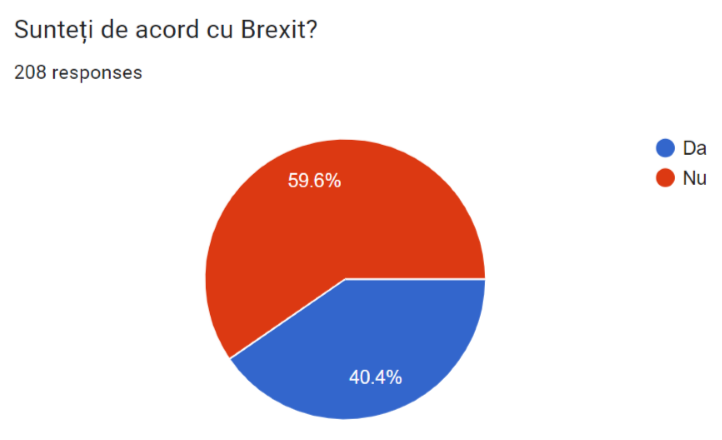 Sunteți de acord cu Brexit?
208 responses
Da
Nu
59.6%
40.4%